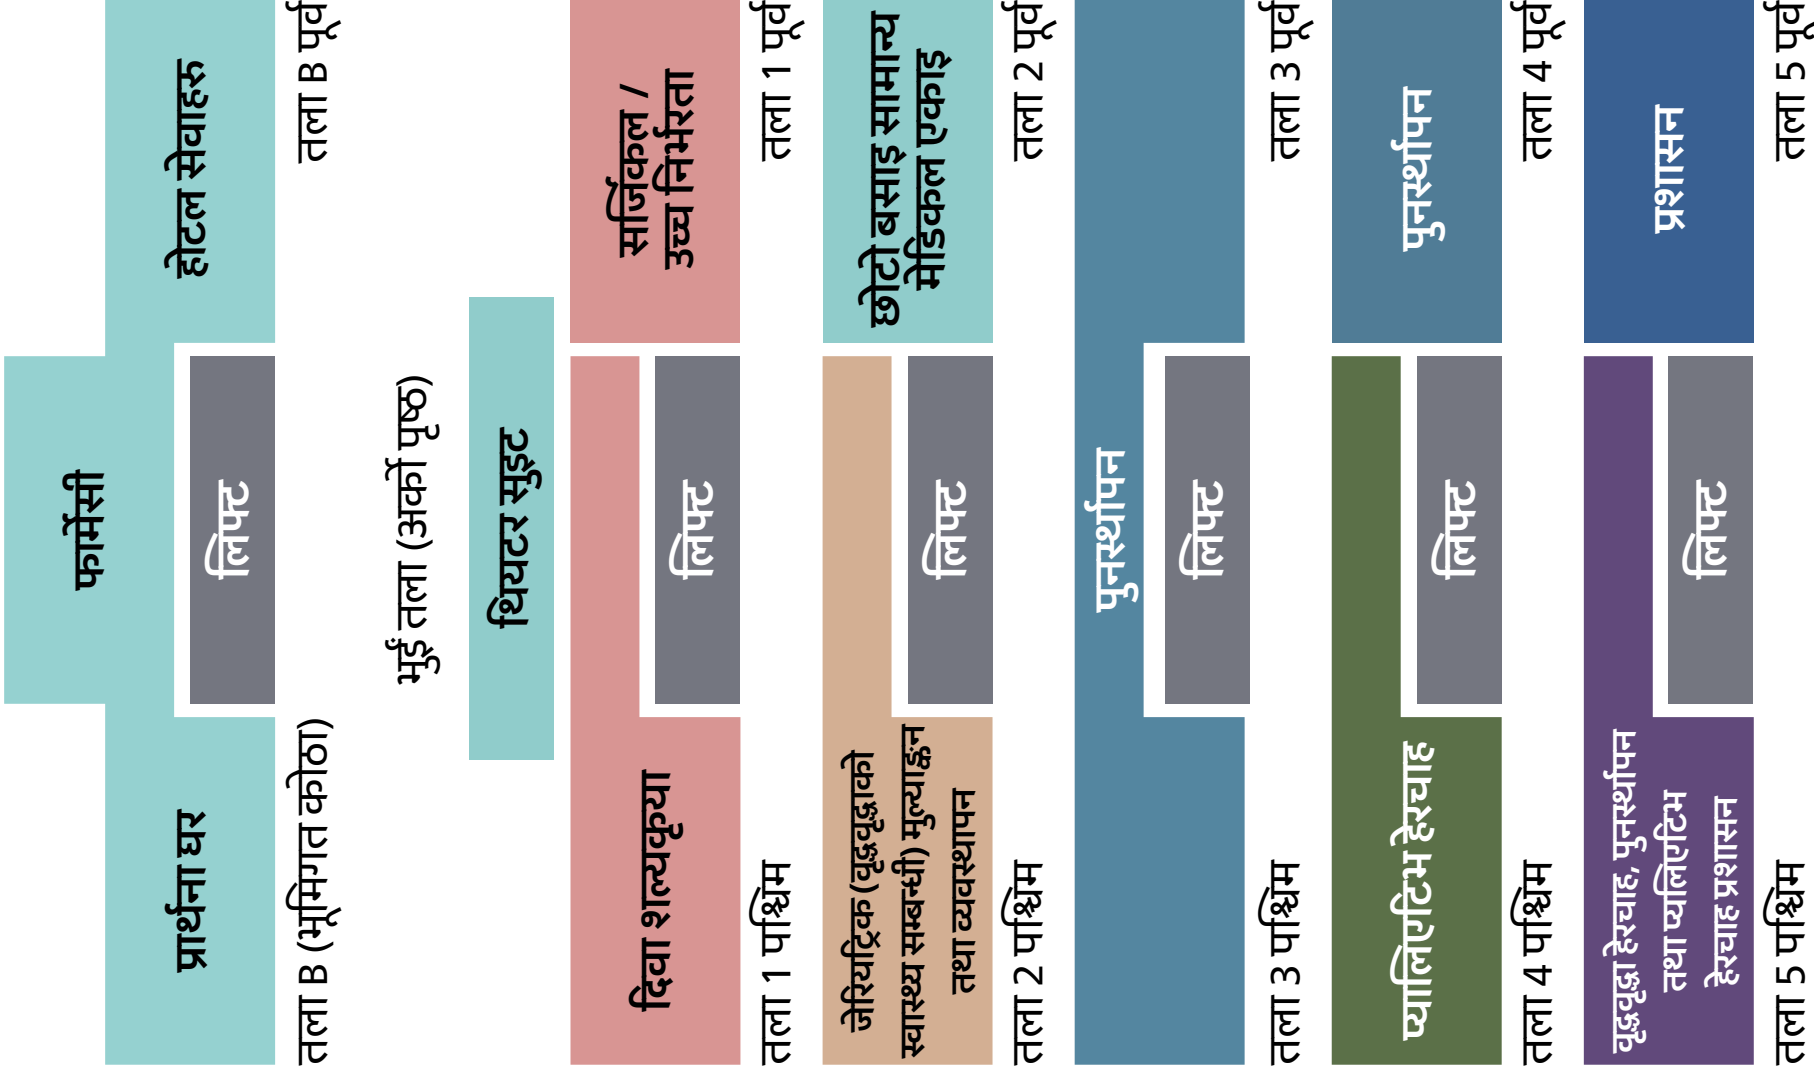 फार्मेसी
प्रार्थना घर
लिफ्ट
होटल सेवाहरु
तला B (भूमिगत कोठा)
तला B पूर्व
भुइँ तला (अर्को पृष्ठ)
थियटर सुइट
दिवा शल्यकृया
लिफ्ट
सर्जिकल /
उच्च निर्भरता
तला 1 पश्चिम
तला 1 पूर्व
जेरियाट्रिक (वृद्धवृद्धाको
स्वास्थ्य सम्बन्धी) मुल्याङ्कन
तथा व्यवस्थापन
लिफ्ट
छोटो बसाइ सामान्य
मेडिकल एकाइ
तला 2 पश्चिम
तला 2 पूर्व
पुनर्स्थापन
लिफ्ट
तला 3 पश्चिम
तला 3 पूर्व
प्यालिएटिभ हेरचाह
लिफ्ट
पुनर्स्थापन
तला 4 पश्चिम
तला 4 पूर्व
वृद्धवृद्धा हेरचाह, पुनर्स्थापन
तथा प्यलिएटिभ
हेरचाह प्रशासन
लिफ्ट
प्रशासन
तला 5 पश्चिम
तला 5 पूर्व